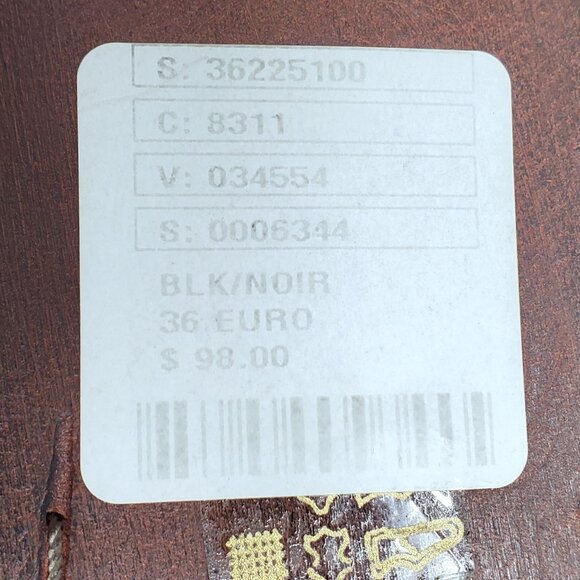 S: 36225100
C: 8311
V: 034554
S: 0006344
BLK/NOIR
36 EURO
$ 98.00